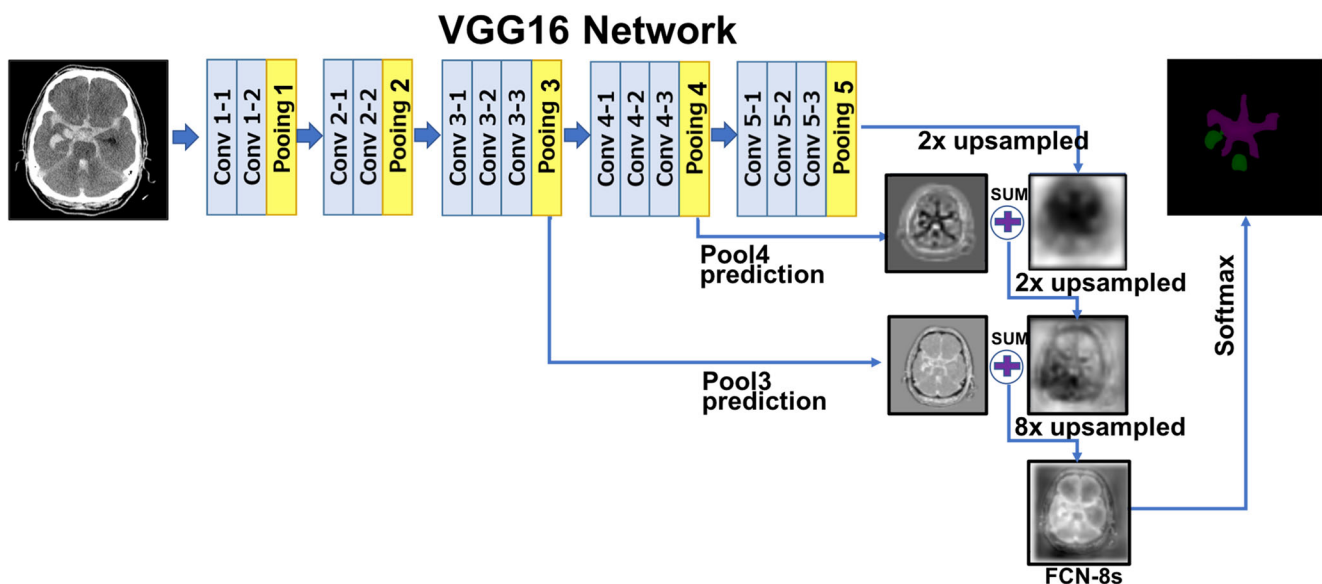 VGG16 Network
Conv 1-1
Conv 1-2
Pooing 1
Conv 2-1
Conv 2-2
Pooing 2
Conv 3-1
Conv 3-2
Conv 3-3
Pooing 3
Conv 4-1
Conv 4-2
Conv 4-3
Pooing 4
Conv 5-1
Conv 5-2
Conv 5-3
Pooing 5
2x upsampled
SUM
Pool4
prediction
2x upsampled
SUM
Pool3
prediction
8x upsampled
FCN-8s
Softmax